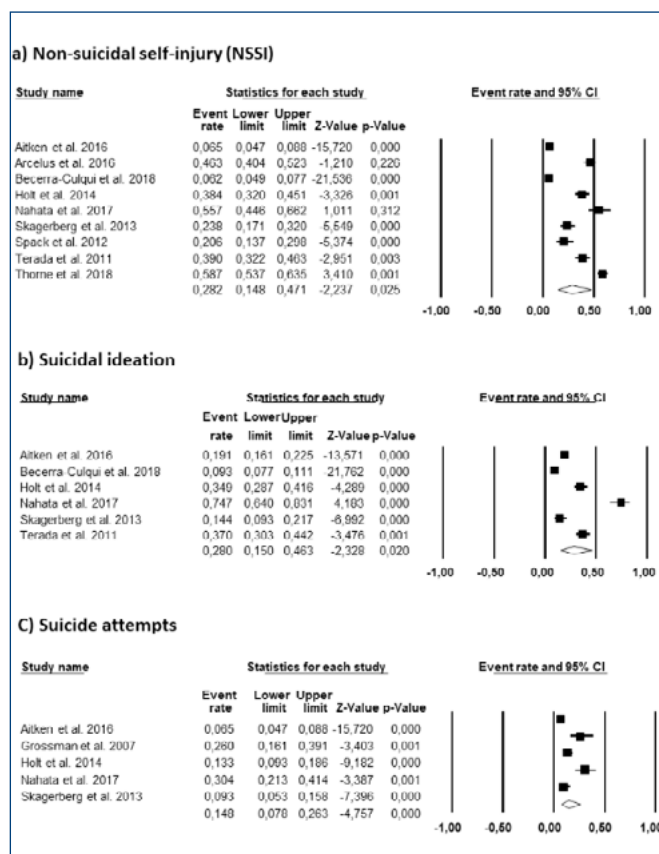 a) Non-suicidal self-injury (NSSI)
Study name Statistics for each study Event rate and 95% CI
Event Lower Upper
rate limit limit Z-Value p-Value
Aitken et al. 2016 0,065 0,047 0,088 -15,720 0,000
Arcelus et al. 2016 0,463 0,404 0,523 -1,210 0,226
Becerra-Culqui et al. 2018 0,062 0,049 0,077 -21,536 0,000
Holt et al. 2014 0,384 0,320 0,451 -3,326 0,001
Nahata et al. 2017 0,557 0,446 0,662 1,011 0,312
Skagerberg et al. 2013 0,238 0,171 0,320 -5,549 0,000
Spack et al. 2012 0,206 0,137 0,298 -5,374 0,000
Terada et al. 2011 0,390 0,322 0,463 -2,951 0,003
Thorne et al. 2018 0,587 0,537 0,635 3,410 0,001
0,282 0,148 0,471 -2,237 0,025
-1,00 -0,50 0,00 0,50 1,00
b) Suicidal ideation
Study name Statistics for each study Event rate and 95% CI
Event Lower Upper
rate limit limit Z-Value p-Value
Aitken et al. 2016 0,191 0,161 0,225 -13,571 0,000
Becerra-Culqui et al. 2018 0,093 0,077 0,111 -21,762 0,000
Holt et al. 2014 0,349 0,287 0,416 -4,289 0,000
Nahata et al. 2017 0,747 0,640 0,831 4,183 0,000
Skagerberg et al. 2013 0,144 0,093 0,217 -6,992 0,000
Terada et al. 2011 0,370 0,303 0,442 -3,476 0,001
0,280 0,150 0,463 -2,328 0,020
-1,00 -0,50 0,00 0,50 1,00
C) Suicide attempts
Study name Statistics for each study Event rate and 95% CI
Event Lower Upper
rate limit limit Z-Value p-Value
Aitken et al. 2016 0,065 0,047 0,088 -15,720 0,000
Grossman et al. 2007 0,260 0,161 0,391 -3,403 0,001
Holt et al. 2014 0,133 0,093 0,186 -9,182 0,000
Nahata et al. 2017 0,304 0,213 0,414 -3,387 0,001
Skagerberg et al. 2013 0,093 0,053 0,158 -7,396 0,000
0,148 0,078 0,263 -4,757 0,000
-1,00 -0,50 0,00 0,50 1,00